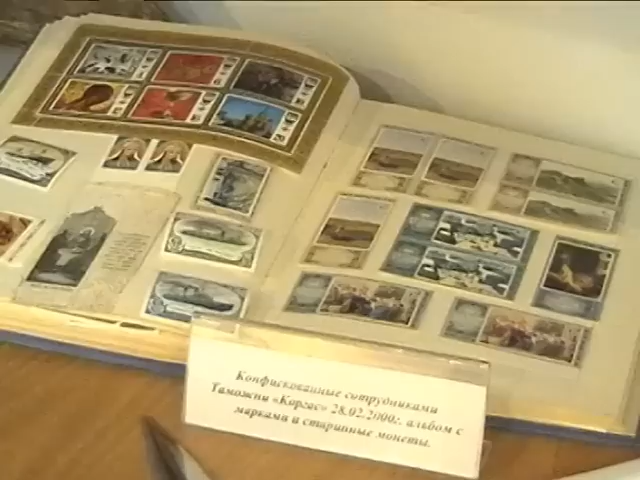 Конфискованные сотрудниками
Таможни «Коргас» 28.02.2000г. альбом с
марками и старинные монеты.